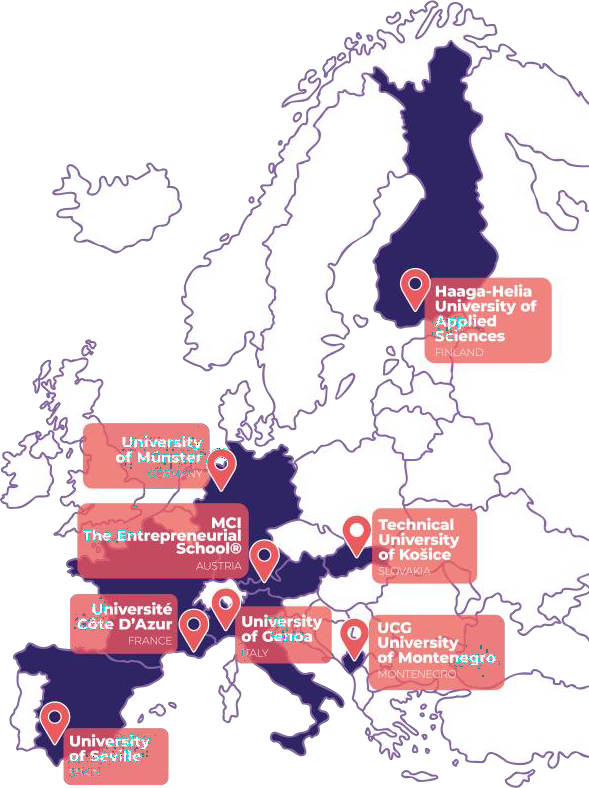 Haaga-Helia
University of
Applied
Sciences
FINLAND
University
of Münster
GERMANY
MCI
The Entrepreneurial
School®
AUSTRIA
Technical
University
of Košice
SLOVAKIA
Université
Côte D'Azur
FRANCE
University
of Genoa
ITALY
UCG
University
of Montenegro
MONTENEGRO
University
of Seville